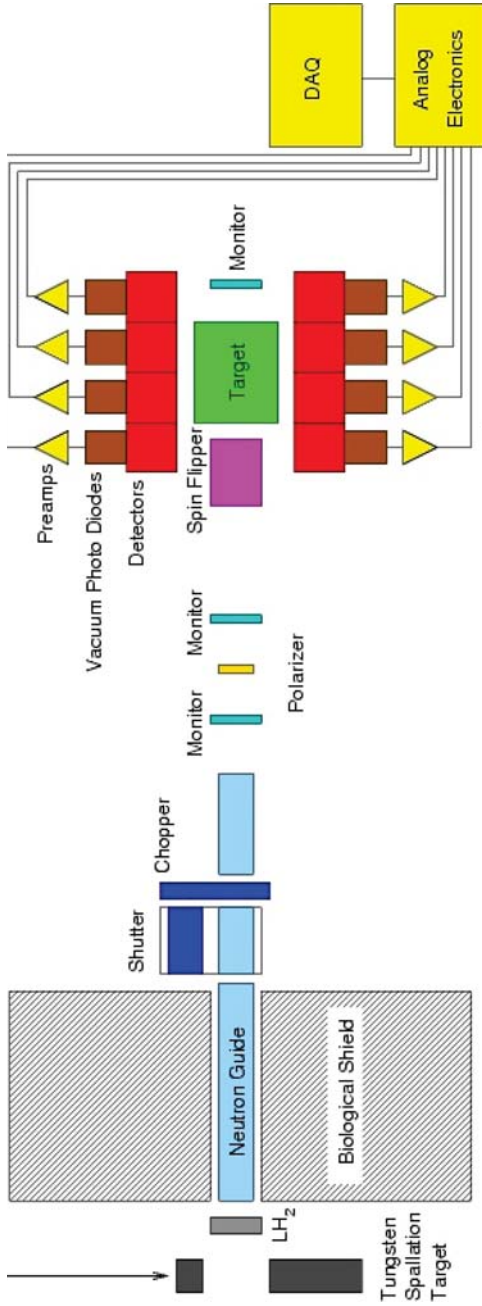 Tungsten
Spallation
Target
LH2
Neutron Guide
Biological Shield
Shutter
Chopper
Monitor
Polarizer
Monitor
Spin Flipper
Target
Monitor
Preamps
Vacuum Photo Diodes
Detectors
DAQ
Analog
Electronics